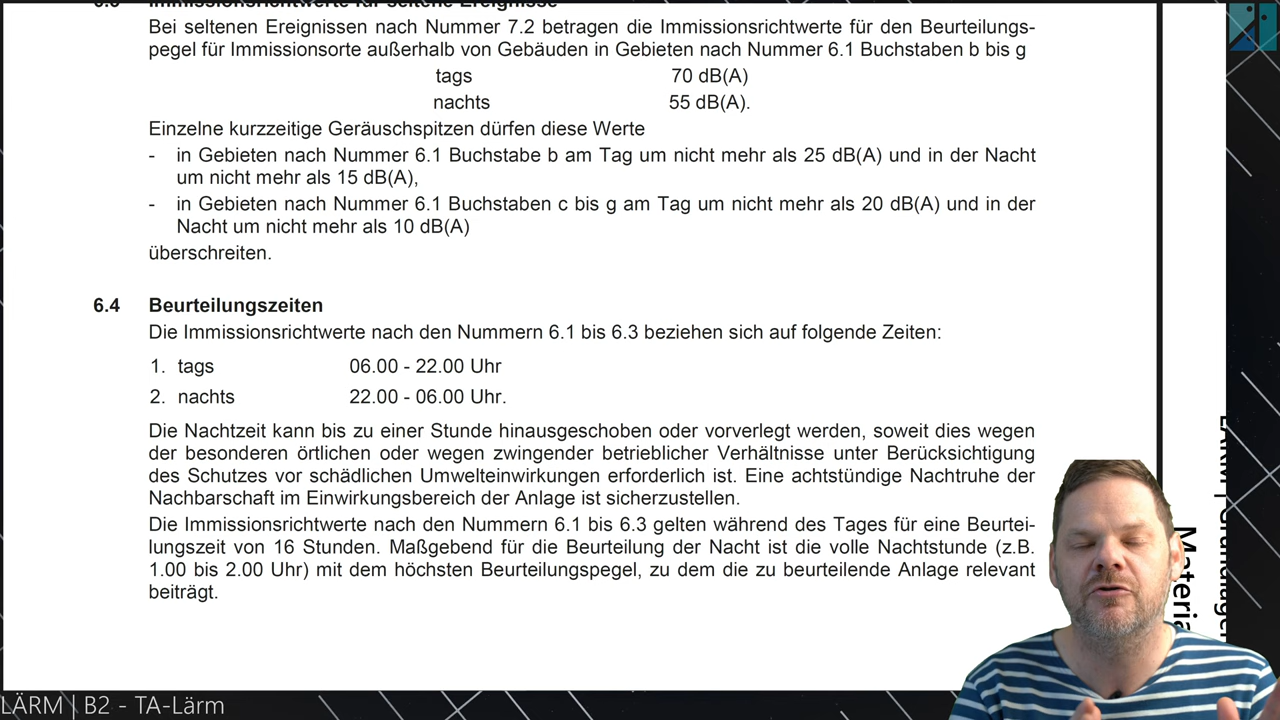 Immissionsrichtwerte für seltene Ereignisse
Bei seltenen Ereignissen nach Nummer 7.2 betragen die Immissionsrichtwerte für den Beurteilungs-
pegel für Immissionsorte außerhalb von Gebäuden in Gebieten nach Nummer 6.1 Buchstaben b bis g
tags 70 dB(A)
nachts 55 dB(A).
Einzelne kurzzeitige Geräuschspitzen dürfen diese Werte
- in Gebieten nach Nummer 6.1 Buchstabe b am Tag um nicht mehr als 25 dB(A) und in der Nacht
um nicht mehr als 15 dB(A),
- in Gebieten nach Nummer 6.1 Buchstaben c bis g am Tag um nicht mehr als 20 dB(A) und in der
Nacht um nicht mehr als 10 dB(A)
überschreiten.
6.4 Beurteilungszeiten
Die Immissionsrichtwerte nach den Nummern 6.1 bis 6.3 beziehen sich auf folgende Zeiten:
1. tags 06.00 - 22.00 Uhr
2. nachts 22.00 - 06.00 Uhr.
Die Nachtzeit kann bis zu einer Stunde hinausgeschoben oder vorverlegt werden, soweit dies wegen
der besonderen örtlichen oder wegen zwingender betrieblicher Verhältnisse unter Berücksichtigung
des Schutzes vor schädlichen Umwelteinwirkungen erforderlich ist. Eine achtstündige Nachtruhe der
Nachbarschaft im Einwirkungsbereich der Anlage ist sicherzustellen.
Die Immissionsrichtwerte nach den Nummern 6.1 bis 6.3 gelten während des Tages für eine Beurtei-
lungszeit von 16 Stunden. Maßgebend für die Beurteilung der Nacht ist die volle Nachtstunde (z.B.
1.00 bis 2.00 Uhr) mit dem höchsten Beurteilungspegel, zu dem die zu beurteilende Anlage relevant
beiträgt.
LÄRM | B2 - TA-Lärm